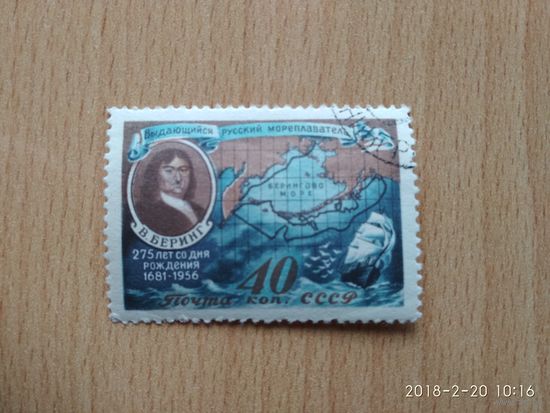 Выдающийся русский мореплаватель
БЕРИНГОВО
МОРЕ
В. БЕРИНГ
275 ЛЕТ СО ДНЯ
РОЖДЕНИЯ
1681-1956
40
Почта коп. СССР
2018-2-20 10:16